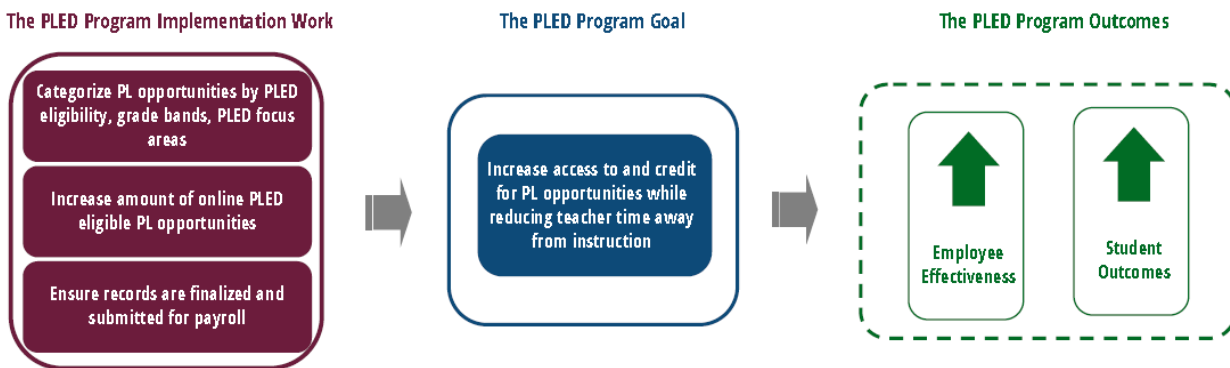 The PLED Program Implementation Work
Categorize PL opportunities by PLED
eligibility, grade bands, PLED focus
areas
Increase amount of online PLED
eligible PL opportunities
Ensure records are finalized and
submitted for payroll
The PLED Program Goal
Increase access to and credit
for PL opportunities while
reducing teacher time away
from instruction
The PLED Program Outcomes
Employee
Effectiveness
Student
Outcomes